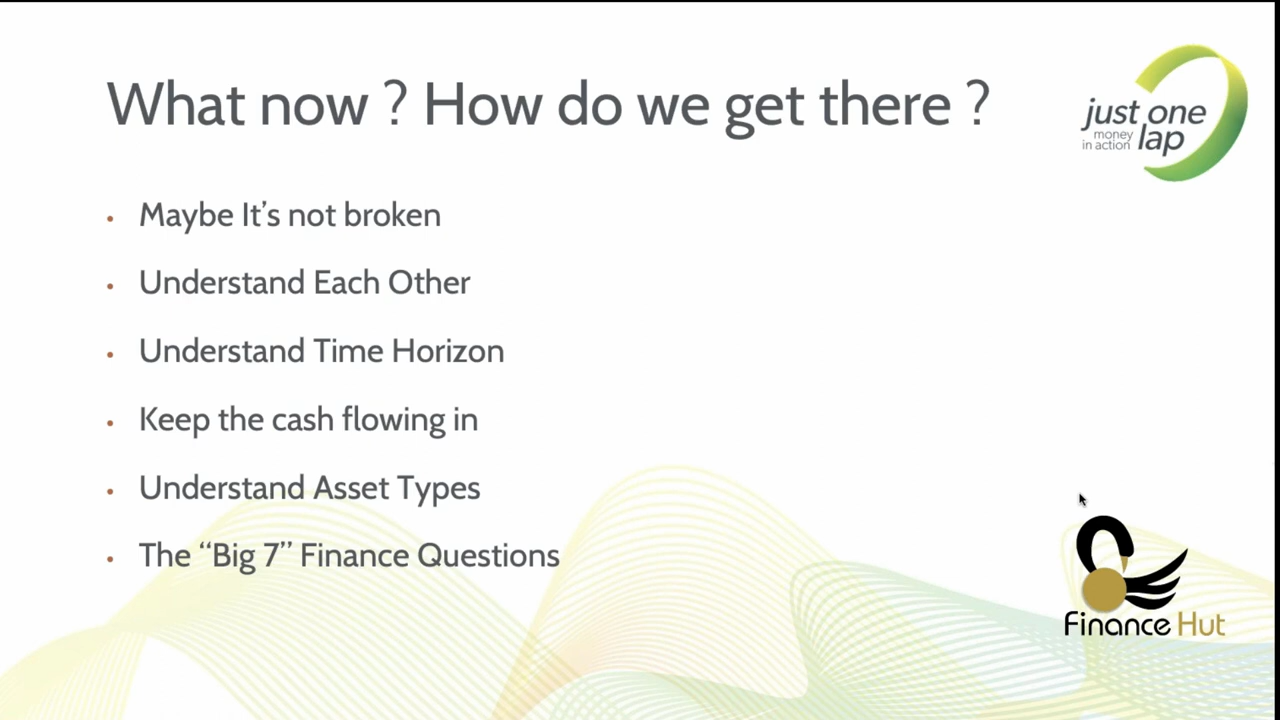 What now ? How do we get there ?
just one
money
in action lap
• Maybe It’s not broken
• Understand Each Other
• Understand Time Horizon
• Keep the cash flowing in
• Understand Asset Types
• The “Big 7” Finance Questions
Finance Hut